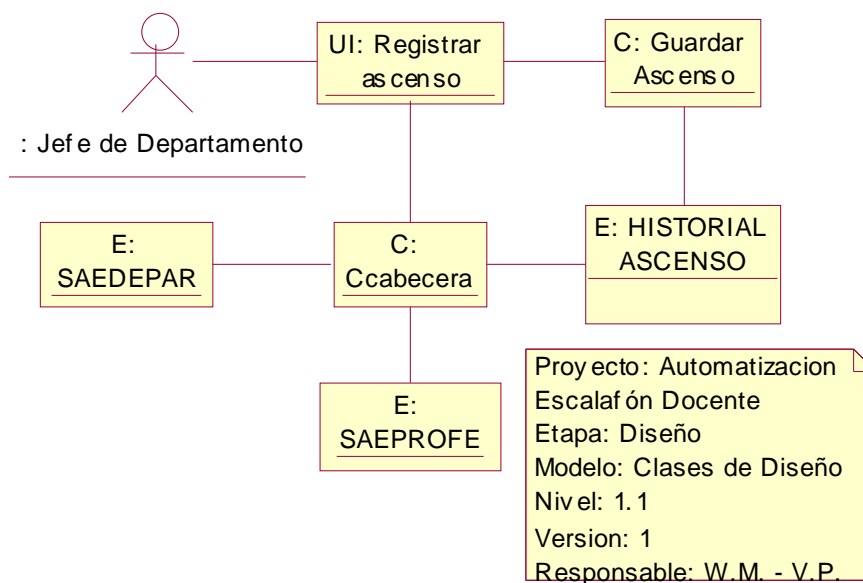 UI: Registrar
ascenso
C: Guardar
Ascenso
: Jefe de Departamento
E:
SAEDEPAR
C:
Ccabecera
E: HISTORIAL
ASCENSO
E:
SAEPROFE
Proyecto: Automatizacion
Escalafón Docente
Etapa: Diseño
Modelo: Clases de Diseño
Nivel: 1.1
Version: 1
Responsable: W.M. - V.P.